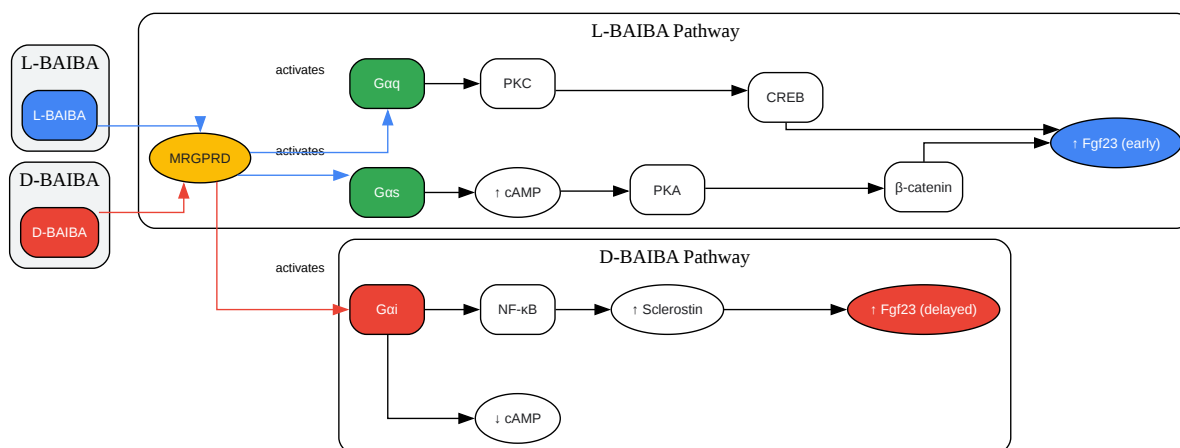 L-BAIBA Pathway
L-BAIBA
L-BAIBA
activates
Gαq
PKC
CREB
MRGPRD
activates
↑ Fgf23 (early)
D-BAIBA
D-BAIBA
Gαs
↑ cAMP
PKA
β-catenin
D-BAIBA Pathway
activates
Gαi
NF-κB
↑ Sclerostin
↑ Fgf23 (delayed)
↓ cAMP